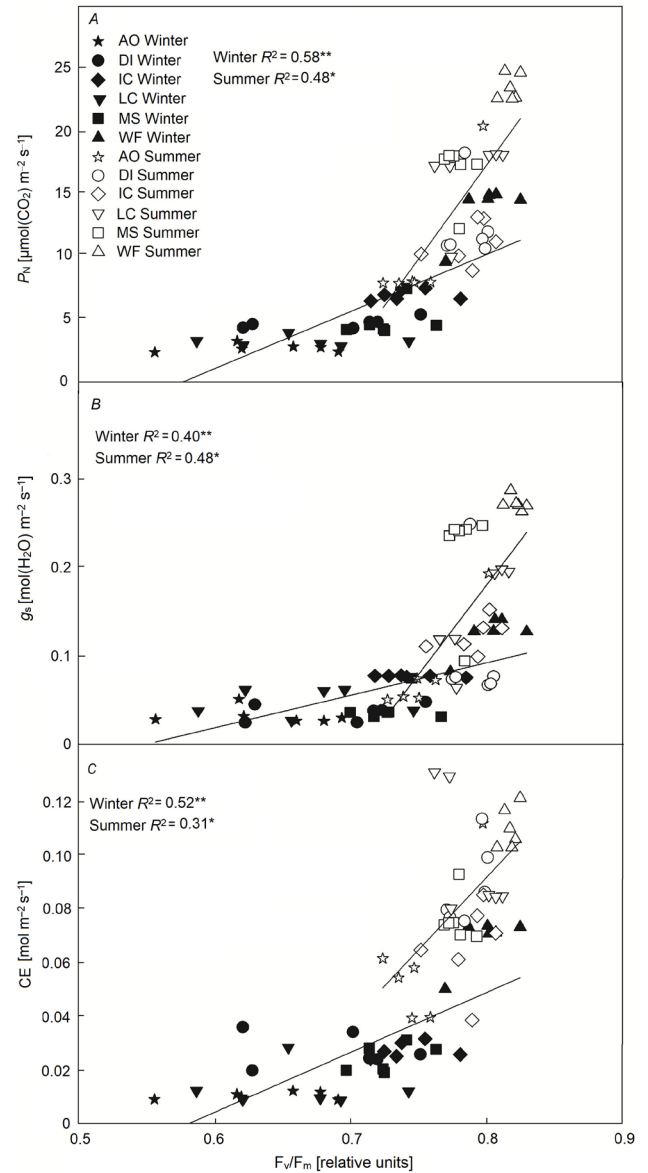 A
AO Winter
DI Winter
IC Winter
LC Winter
MS Winter
WF Winter
AO Summer
DI Summer
IC Summer
LC Summer
MS Summer
WF Summer
Winter R² = 0.58**
Summer R² = 0.48*
25
20
15
10
5
0
P_N [µmol(CO₂) m⁻² s⁻¹]
B
Winter R² = 0.40**
Summer R² = 0.48*
0.3
0.2
0.1
0
g_s [mol(H₂O) m⁻² s⁻¹]
C
Winter R² = 0.52**
Summer R² = 0.31*
0.12
0.10
0.08
0.06
0.04
0.02
0
CE [mol m⁻² s⁻¹]
0.5 0.6 0.7 0.8 0.9
F_v/F_m [relative units]